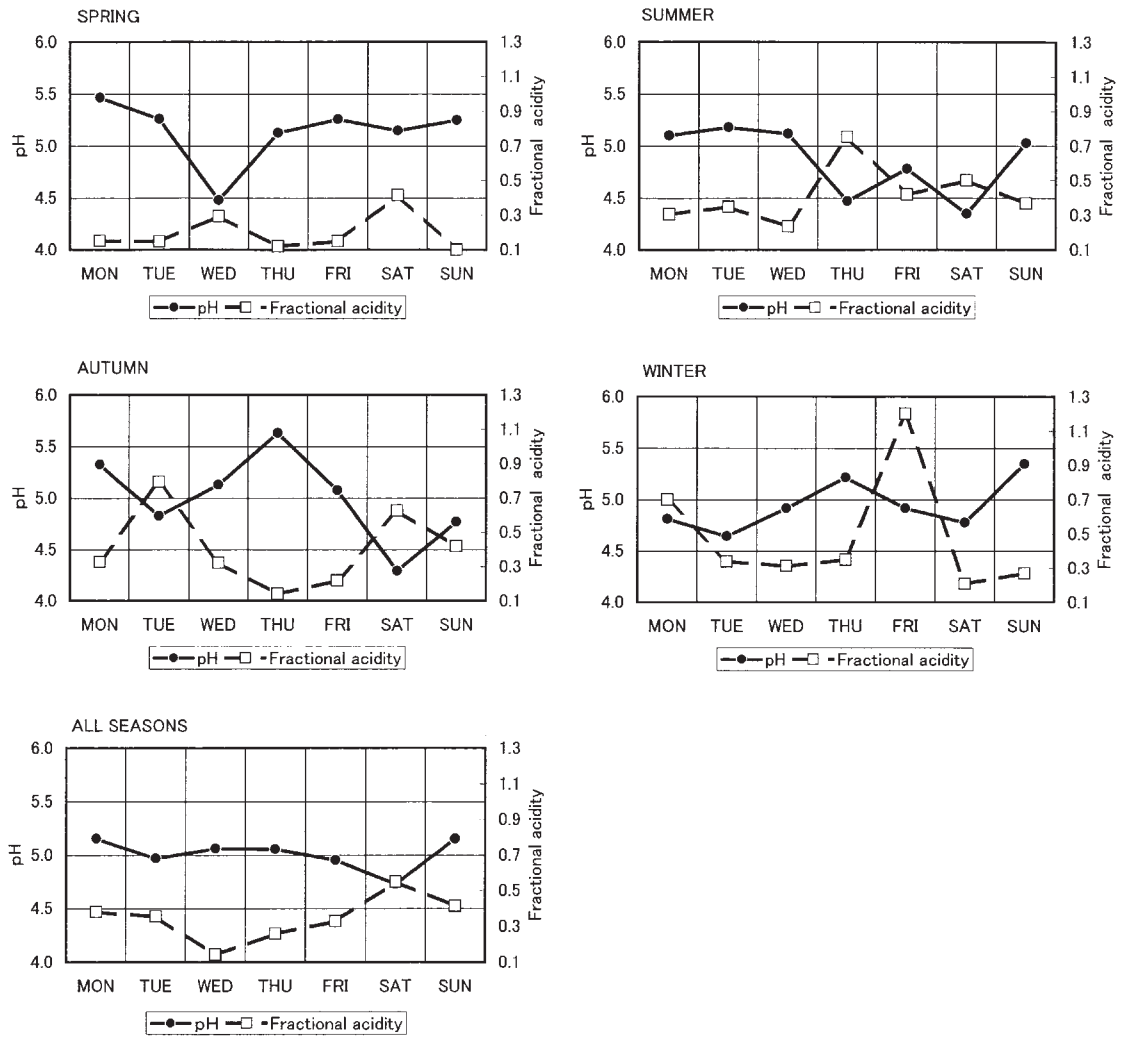 SPRING
6.0
5.5
5.0
4.5
4.0
pH
1.3
1.1
0.9
0.7
0.5
0.3
0.1
Fractional acidity
MON TUE WED THU FRI SAT SUN
pH Fractional acidity
SUMMER
6.0
5.5
5.0
4.5
4.0
pH
1.3
1.1
0.9
0.7
0.5
0.3
0.1
Fractional acidity
MON TUE WED THU FRI SAT SUN
pH Fractional acidity
AUTUMN
6.0
5.5
5.0
4.5
4.0
pH
1.3
1.1
0.9
0.7
0.5
0.3
0.1
Fractional acidity
MON TUE WED THU FRI SAT SUN
pH Fractional acidity
WINTER
6.0
5.5
5.0
4.5
4.0
pH
1.3
1.1
0.9
0.7
0.5
0.3
0.1
Fractional acidity
MON TUE WED THU FRI SAT SUN
pH Fractional acidity
ALL SEASONS
6.0
5.5
5.0
4.5
4.0
pH
1.3
1.1
0.9
0.7
0.5
0.3
0.1
Fractional acidity
MON TUE WED THU FRI SAT SUN
pH Fractional acidity